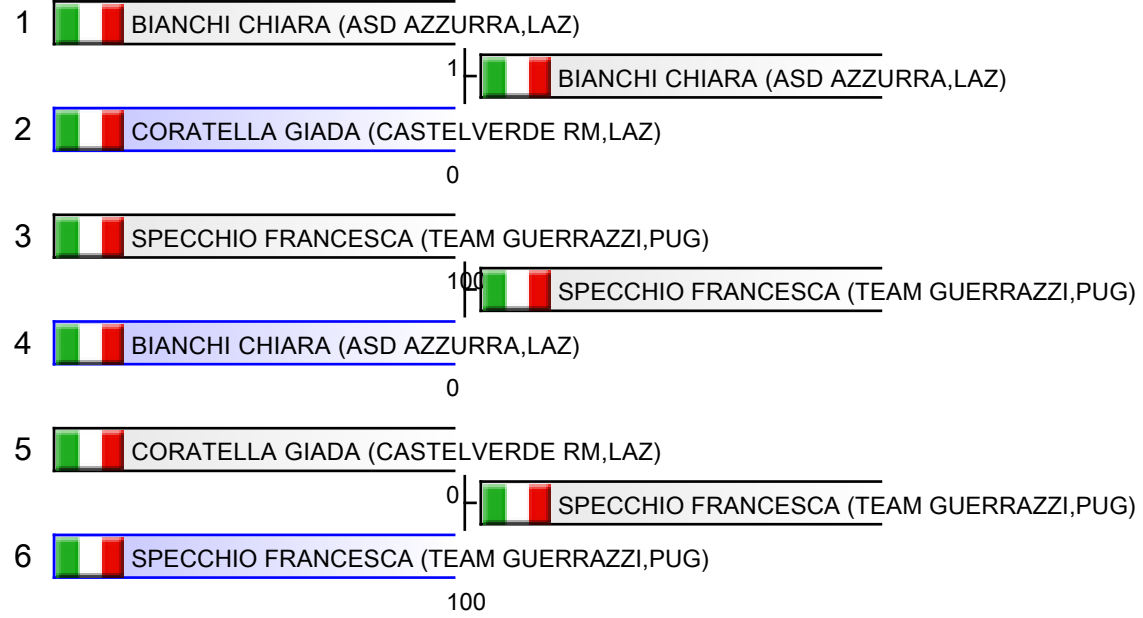 1 BIANCHI CHIARA (ASD AZZURRA,LAZ)
1 BIANCHI CHIARA (ASD AZZURRA,LAZ)
2 CORATELLA GIADA (CASTELVERDE RM,LAZ)
0
3 SPECCHIO FRANCESCA (TEAM GUERRAZZI,PUG)
100 SPECCHIO FRANCESCA (TEAM GUERRAZZI,PUG)
4 BIANCHI CHIARA (ASD AZZURRA,LAZ)
0
5 CORATELLA GIADA (CASTELVERDE RM,LAZ)
0 SPECCHIO FRANCESCA (TEAM GUERRAZZI,PUG)
6 SPECCHIO FRANCESCA (TEAM GUERRAZZI,PUG)
100